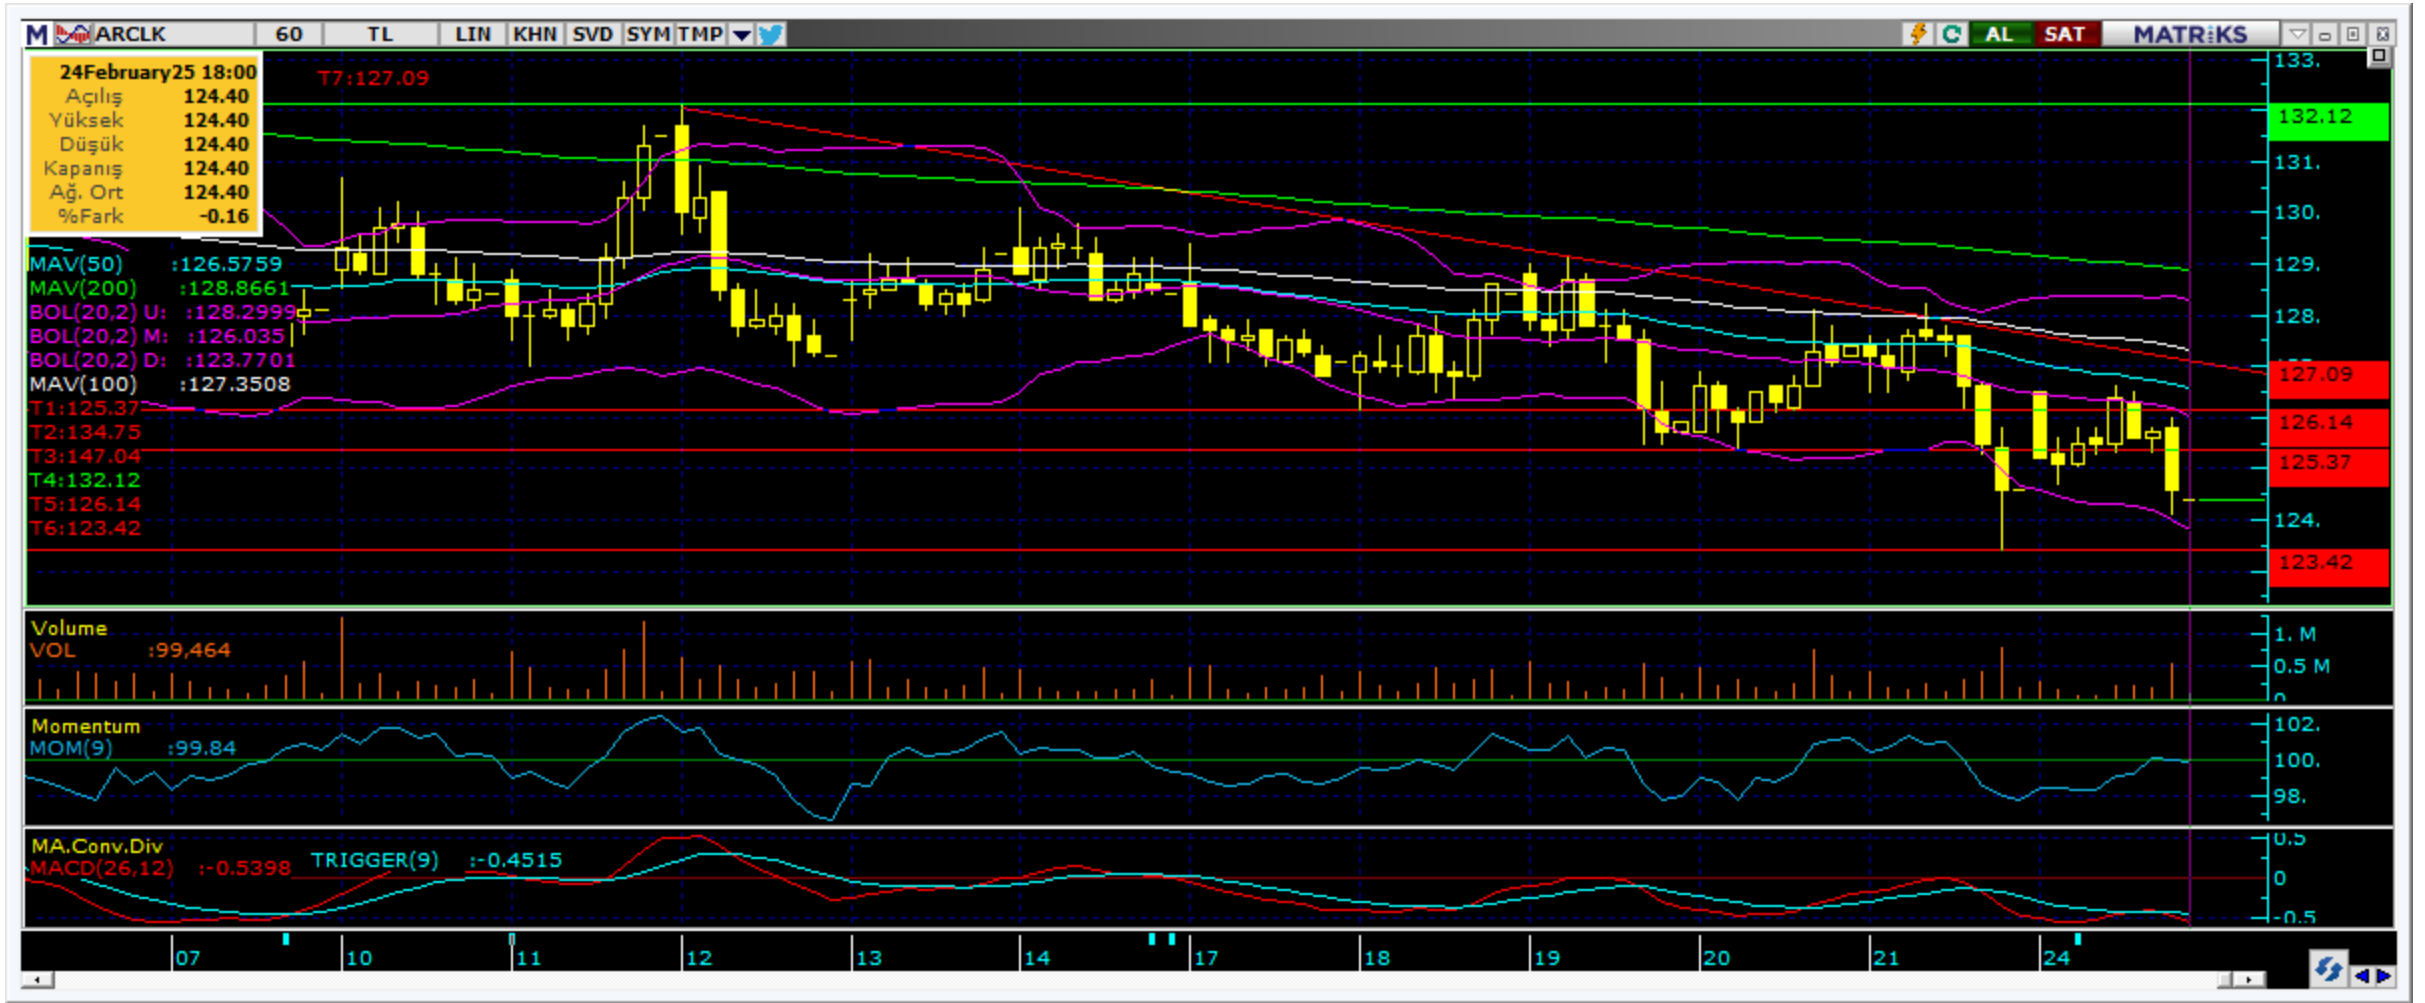 M ARCLK 60 TL LIN KHN SVD SYM TMP AL SAT MATRiKS
24February25 18:00
Açılış 124.40
Yüksek 124.40
Düşük 124.40
Kapanış 124.40
Ağ. Ort 124.40
%Fark -0.16
T7:127.09
MAV(50) :126.5759
MAV(200) :128.8661
BOL(20,2) U: :128.2999
BOL(20,2) M: :126.035
BOL(20,2) D: :123.7701
MAV(100) :127.3508
T1:125.37
T2:134.75
T3:147.04
T4:132.12
T5:126.14
T6:123.42
133.
132.12
131.
130.
129.
128.
127.09
126.14
125.37
124.
123.42
Volume
VOL :99,464
1. M
0.5 M
0
Momentum
MOM(9) :99.84
102.
100.
98.
MA.Conv.Div
MACD(26,12) :-0.5398 TRIGGER(9) :-0.4515
0.5
0
-0.5
07 10 11 12 13 14 17 18 19 20 21 24